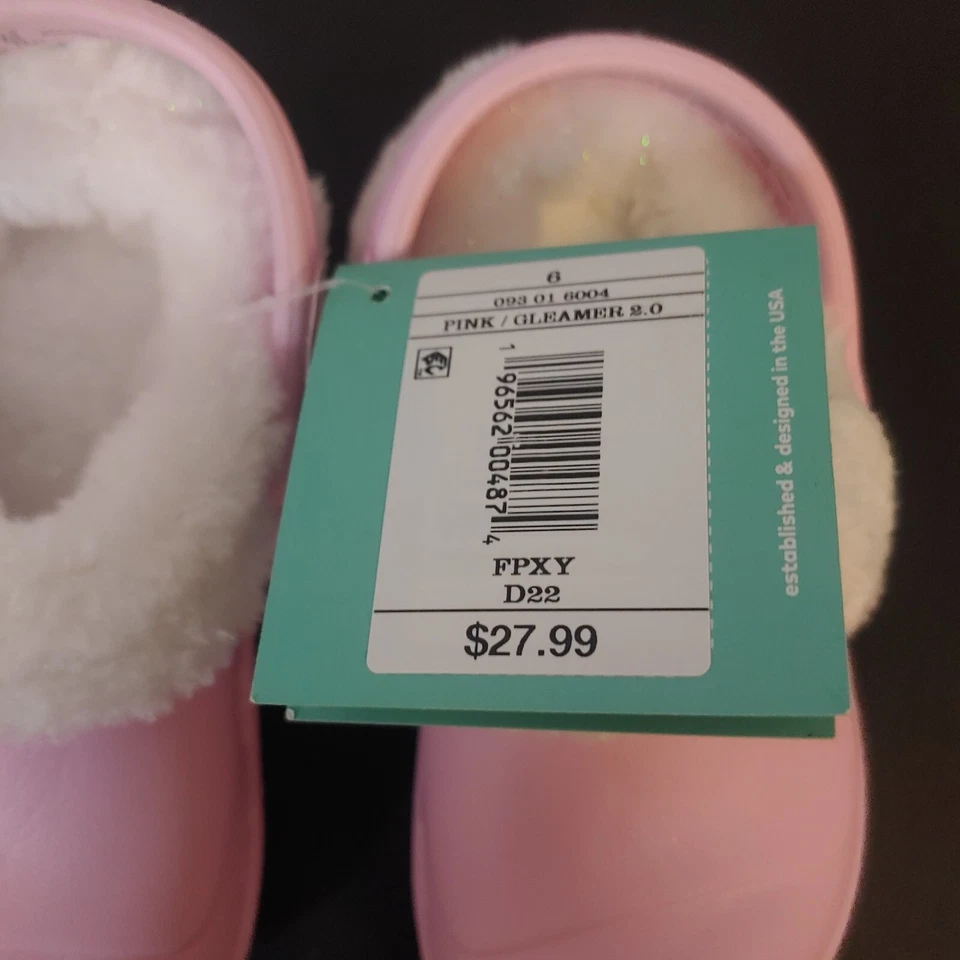 6
093 01 6004
PINK / GLEAMER 2.0
1 96562 00487 4
FPXY
D22
$27.99
established & designed in the USA